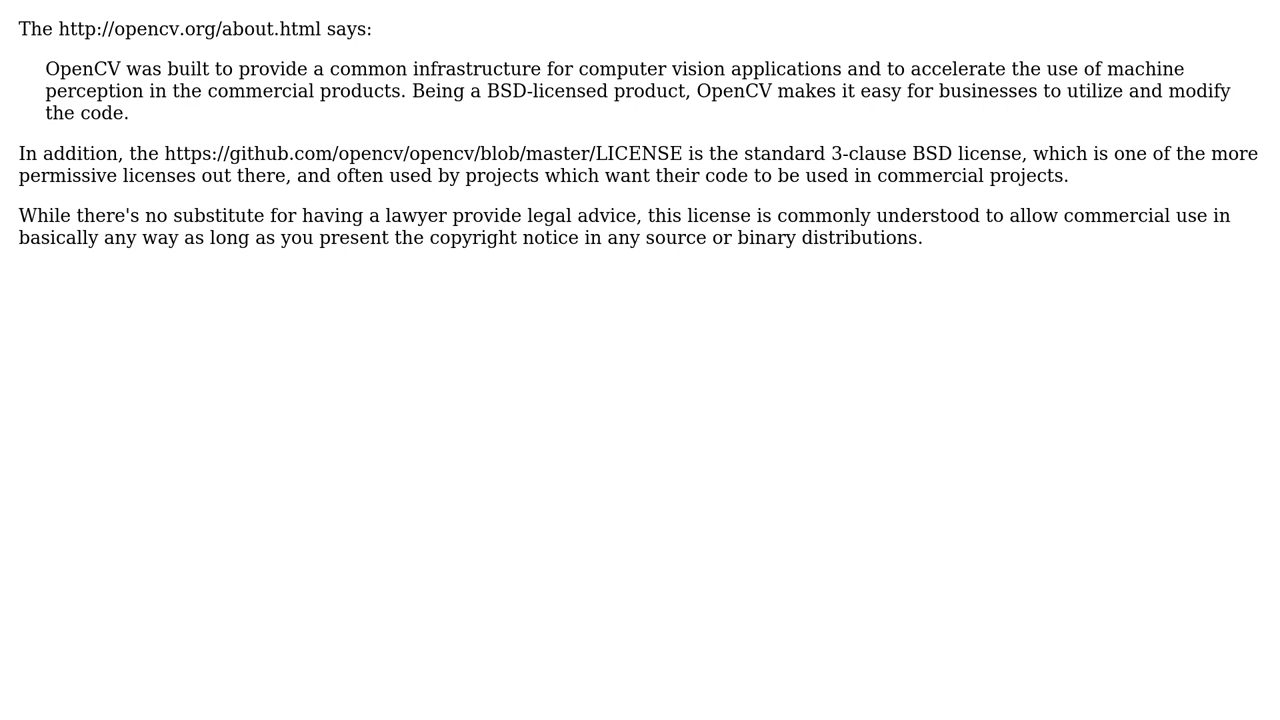 The http://opencv.org/about.html says:
OpenCV was built to provide a common infrastructure for computer vision applications and to accelerate the use of machine
perception in the commercial products. Being a BSD-licensed product, OpenCV makes it easy for businesses to utilize and modify
the code.
In addition, the https://github.com/opencv/opencv/blob/master/LICENSE is the standard 3-clause BSD license, which is one of the more
permissive licenses out there, and often used by projects which want their code to be used in commercial projects.
While there's no substitute for having a lawyer provide legal advice, this license is commonly understood to allow commercial use in
basically any way as long as you present the copyright notice in any source or binary distributions.